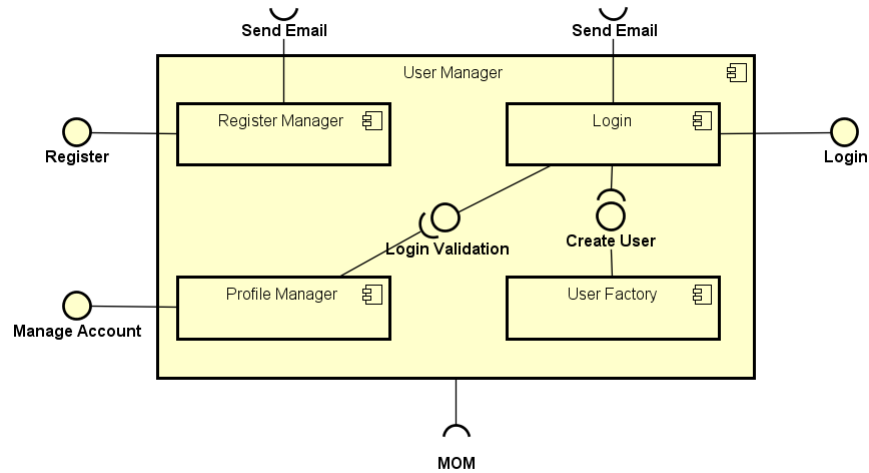 Send Email
Send Email
User Manager
Register Manager
Login
Register
Login
Login Validation
Create User
Profile Manager
User Factory
Manage Account
MOM